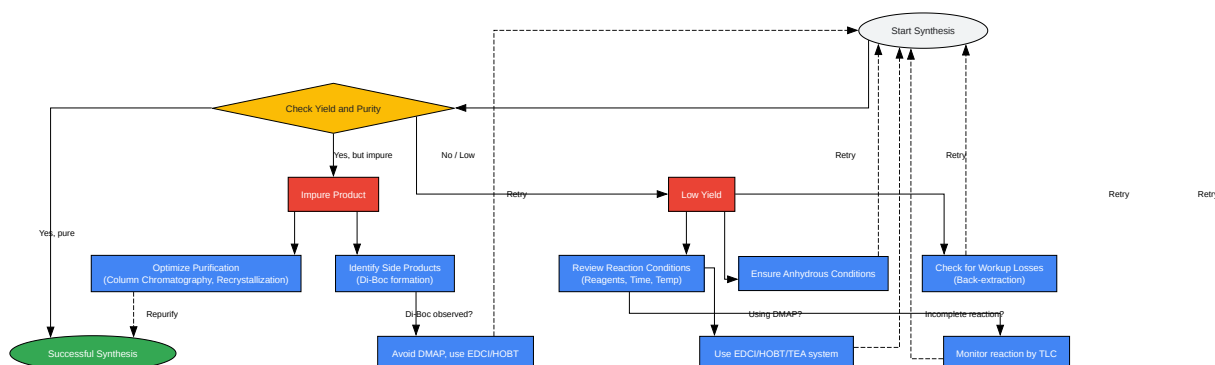 Start Synthesis
Check Yield and Purity
Yes, but impure
No / Low
Retry
Retry
Impure Product
Retry
Low Yield
Retry
Retry
Yes, pure
Optimize Purification
(Column Chromatography, Recrystallization)
Identify Side Products
(Di-Boc formation)
Review Reaction Conditions
(Reagents, Time, Temp)
Ensure Anhydrous Conditions
Check for Workup Losses
(Back-extraction)
Repurify
Di-Boc observed?
Using DMAP?
Incomplete reaction?
Successful Synthesis
Avoid DMAP, use EDCI/HOBT
Use EDCI/HOBT/TEA system
Monitor reaction by TLC